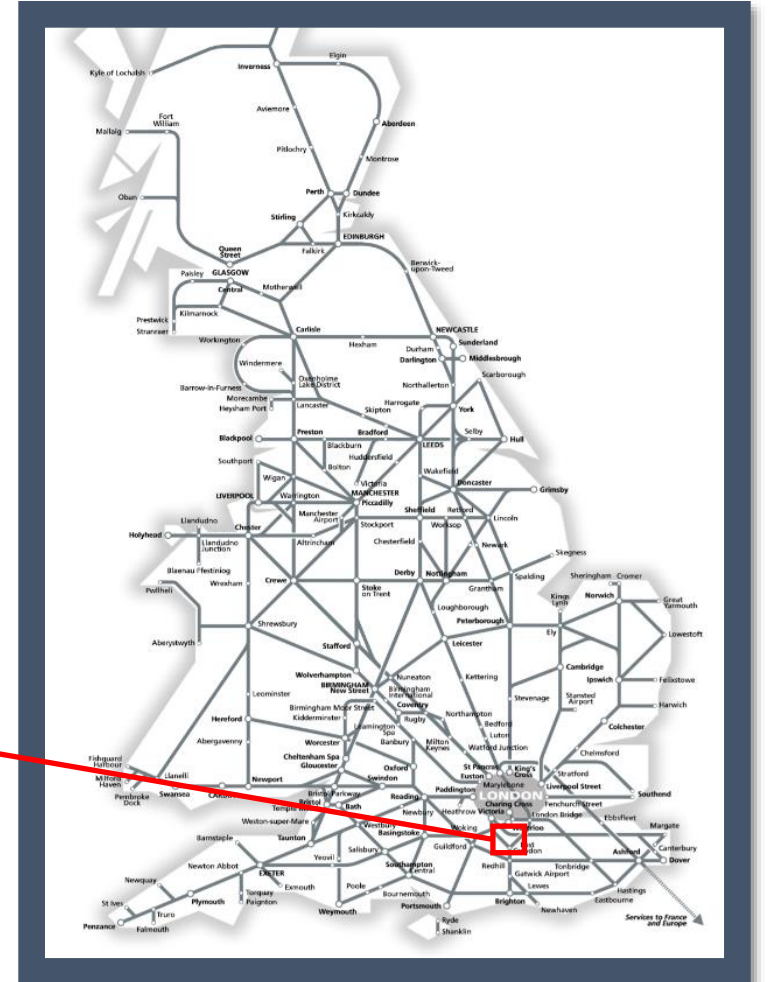 Elgin
Inverness
Kyle of Lochalsh
Aviemore
Fort
William
Mallaig
Aberdeen
Pitlochry
Montrose
Perth
Dundee
Oban
Stirling
Kirkcaldy
EDINBURGH
Queen
Street
Falkirk
Berwick-
upon-Tweed
Paisley
GLASGOW
Central
Motherwell
Prestwick
Kilmarnock
Stranraer
Carlisle
NEWCASTLE
Workington
Hexham
Durham
Sunderland
Darlington
Middlesbrough
Windermere
Scarborough
Oxenholme
Lake District
Barrow-in-Furness
Northallerton
Morecambe
Lancaster
Harrogate
Heysham Port
Skipton
York
Blackpool
Preston
Bradford
LEEDS
Selby
Hull
Blackburn
Huddersfield
Southport
Bolton
Wakefield
Wigan
Victoria
Doncaster
LIVERPOOL
Warrington
MANCHESTER
Piccadilly
Grimsby
Manchester
Airport
Sheffield
Retford
Llandudno
Chester
Stockport
Worksop
Lincoln
Holyhead
Llandudno
Junction
Altrincham
Chesterfield
Newark
Skegness
Blaenau Ffestiniog
Wrexham
Crewe
Derby
Nottingham
Spalding
Sheringham
Cromer
Pwllheli
Stoke
on Trent
Grantham
Kings
Lynn
Norwich
Great
Yarmouth
Loughborough
Shrewsbury
Peterborough
Ely
Lowestoft
Aberystwyth
Stafford
Leicester
Wolverhampton
Nuneaton
Kettering
Cambridge
BIRMINGHAM
New Street
Birmingham
International
Ipswich
Felixstowe
Leominster
Coventry
Stevenage
Stansted
Airport
Birmingham Moor Street
Harwich
Hereford
Kidderminster
Rugby
Northampton
Leamington
Spa
Bedford
Colchester
Abergavenny
Worcester
Banbury
Milton
Keynes
Luton
Watford Junction
Chelmsford
Cheltenham Spa
Fishguard
Harbour
Gloucester
Oxford
St Pancras
King's
Cross
Llanelli
Newport
Swindon
Euston
Stratford
Milford
Haven
Marylebone
Liverpool Street
Pembroke
Dock
Swansea
Bristol Parkway
Reading
Paddington
LONDON
Southend
Bristol
Bath
Charing Cross
Fenchurch Street
Newbury
Heathrow
Victoria
London Bridge
Ebbsfleet
Weston-super-Mare
Westbury
Woking
Margate
Barnstaple
Taunton
Basingstoke
Canterbury
Salisbury
Guildford
Ashford
Yeovil
Tonbridge
Dover
Newton Abbot
Southampton
Central
Redhill
Gatwick Airport
EXETER
Newquay
Exmouth
Poole
Lewes
Hastings
Torquay
Bournemouth
Eastbourne
St Ives
Plymouth
Paignton
Portsmouth
Brighton
Newhaven
Truro
Weymouth
Ryde
Services to France
and Europe
Penzance
Falmouth
Shanklin